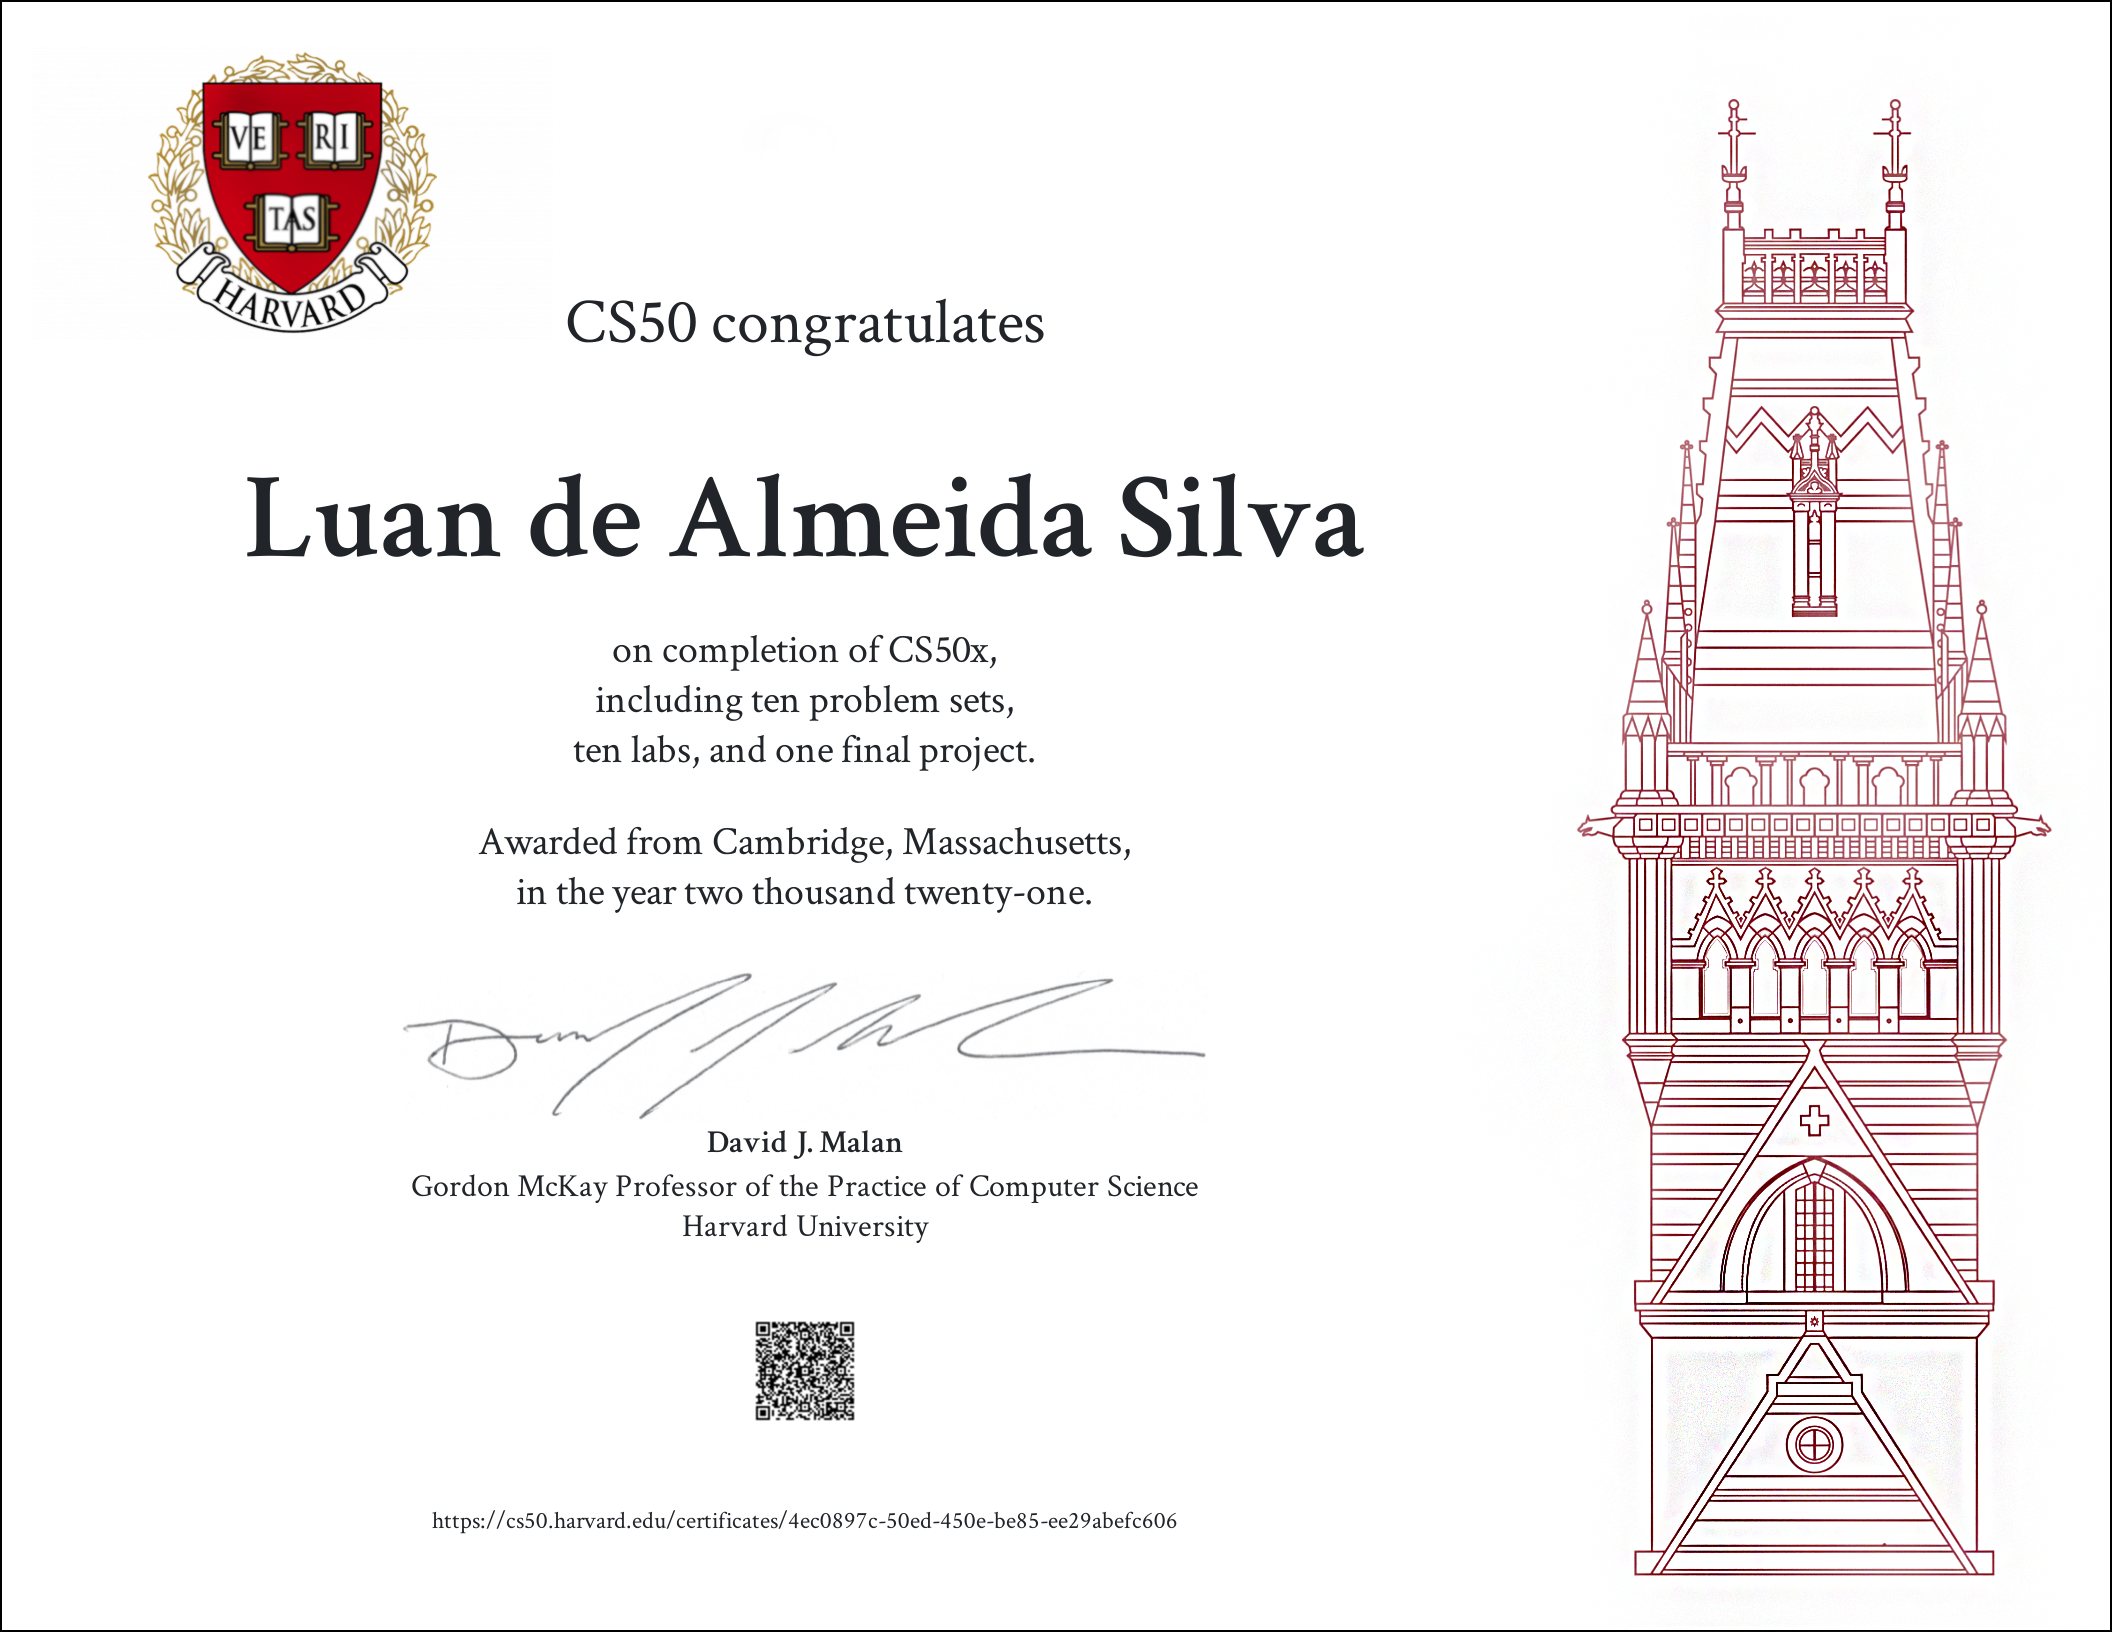 VE RI
TAS
HARVARD
CS50 congratulates
Luan de Almeida Silva
on completion of CS50x,
including ten problem sets,
ten labs, and one final project.
Awarded from Cambridge, Massachusetts,
in the year two thousand twenty-one.
David J. Malan
Gordon McKay Professor of the Practice of Computer Science
Harvard University
https://cs50.harvard.edu/certificates/4ec0897c-50ed-450e-be85-ee29abefc606